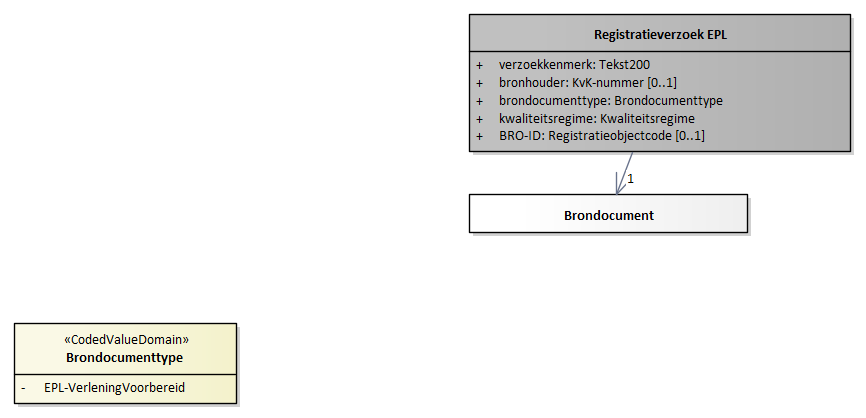 Registratieverzoek EPL
+ verzoekkenmerk: Tekst200
+ bronhouder: KvK-nummer [0..1]
+ brondocumenttype: Brondocumenttype
+ kwaliteitsregime: Kwaliteitsregime
+ BRO-ID: Registratieobjectcode [0..1]
1
Brondocument
«CodedValueDomain»
Brondocumenttype
- EPL-VerleningVoorbereid